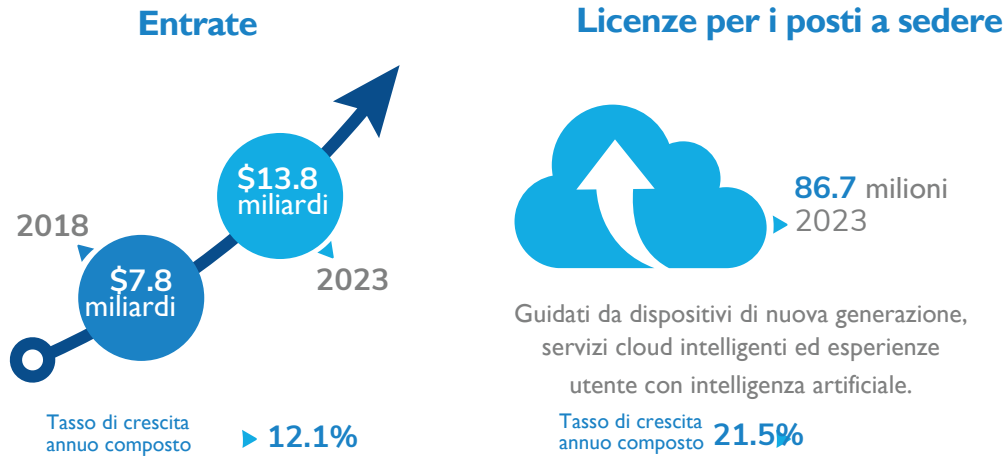 Entrate
2018
$7.8
miliardi
$13.8
miliardi
2023
Tasso di crescita
annuo composto
12.1%
Licenze per i posti a sedere
86.7 milioni
2023
Guidati da dispositivi di nuova generazione,
servizi cloud intelligenti ed esperienze
utente con intelligenza artificiale.
Tasso di crescita
annuo composto
21.5%